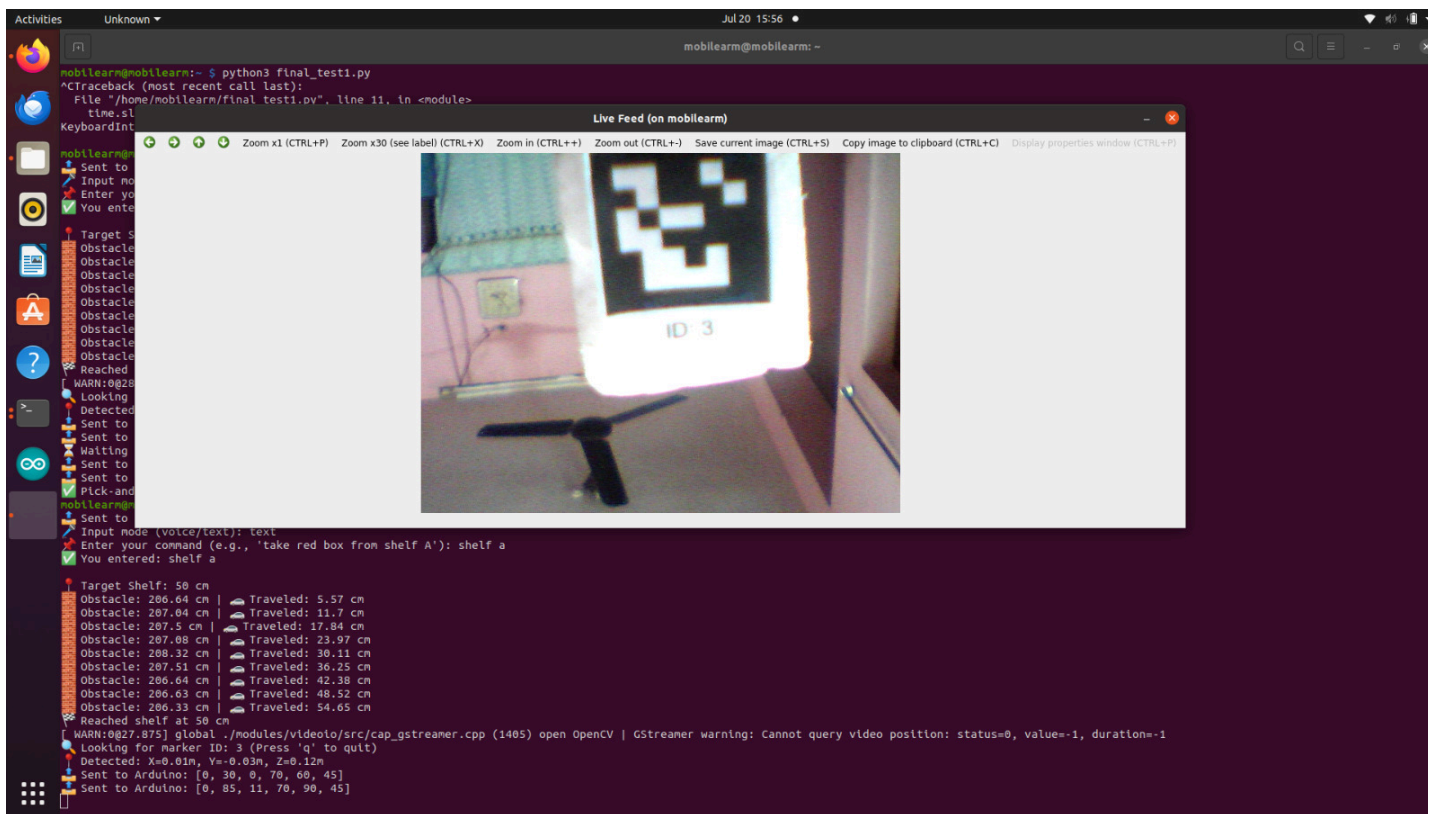 Activities Unknown Jul 20 15:56
mobilearm@mobilearm: ~
mobilearm@mobilearm:~ $ python3 final_test1.py
^CTraceback (most recent call last):
File "/home/mobilearm/final_test1.py", line 11, in <module>
time.sl
KeyboardInt
Live Feed (on mobilearm)
Zoom x1 (CTRL+P) Zoom x30 (see label) (CTRL+X) Zoom in (CTRL++) Zoom out (CTRL+-) Save current image (CTRL+S) Copy image to clipboard (CTRL+C) Display properties window (CTRL+P)
ID: 3
mobilearm@m
Sent to
Input mo
Enter yo
You ente
Target S
Obstacle
Obstacle
Obstacle
Obstacle
Obstacle
Obstacle
Obstacle
Obstacle
Obstacle
Reached
[ WARN:0@28
Looking
Detected
Sent to
Sent to
Waiting
Sent to
Sent to
Pick-and
mobilearm@m
Sent to
Input mode (voice/text): text
Enter your command (e.g., 'take red box from shelf A'): shelf a
You entered: shelf a
Target Shelf: 50 cm
Obstacle: 206.64 cm | Traveled: 5.57 cm
Obstacle: 207.04 cm | Traveled: 11.7 cm
Obstacle: 207.5 cm | Traveled: 17.84 cm
Obstacle: 207.08 cm | Traveled: 23.97 cm
Obstacle: 208.32 cm | Traveled: 30.11 cm
Obstacle: 207.51 cm | Traveled: 36.25 cm
Obstacle: 206.64 cm | Traveled: 42.38 cm
Obstacle: 206.63 cm | Traveled: 48.52 cm
Obstacle: 206.33 cm | Traveled: 54.65 cm
Reached shelf at 50 cm
[ WARN:0@27.875] global ./modules/videoio/src/cap_gstreamer.cpp (1405) open OpenCV | GStreamer warning: Cannot query video position: status=0, value=-1, duration=-1
Looking for marker ID: 3 (Press 'q' to quit)
Detected: X=0.01m, Y=-0.03m, Z=0.12m
Sent to Arduino: [0, 30, 0, 70, 60, 45]
Sent to Arduino: [0, 85, 11, 70, 90, 45]